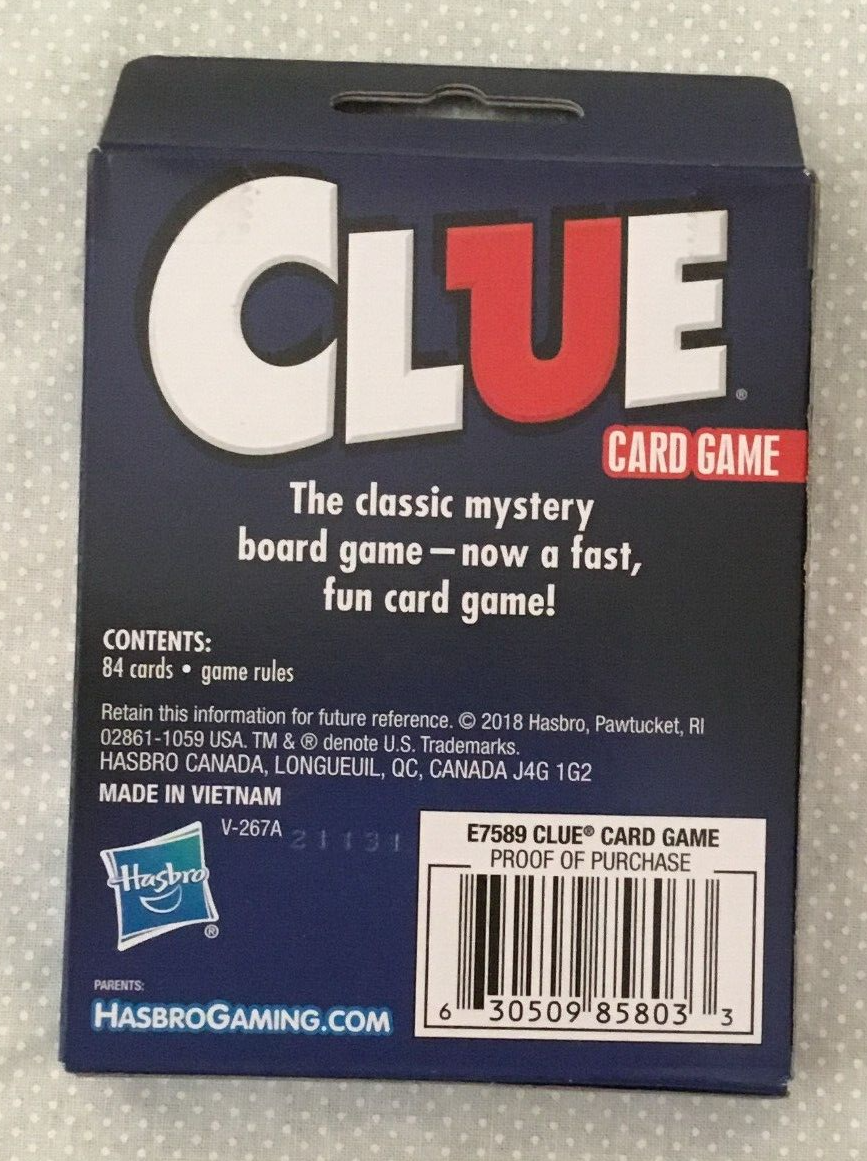 CLUE®
CARD GAME
The classic mystery
board game—now a fast,
fun card game!
CONTENTS:
84 cards • game rules
Retain this information for future reference. © 2018 Hasbro, Pawtucket, RI
02861-1059 USA. TM & ® denote U.S. Trademarks.
HASBRO CANADA, LONGUEUIL, QC, CANADA J4G 1G2
MADE IN VIETNAM
V-267A
21131
Hasbro®
PARENTS:
HASBROGAMING.COM
E7589 CLUE® CARD GAME
PROOF OF PURCHASE
6 30509 85803 3